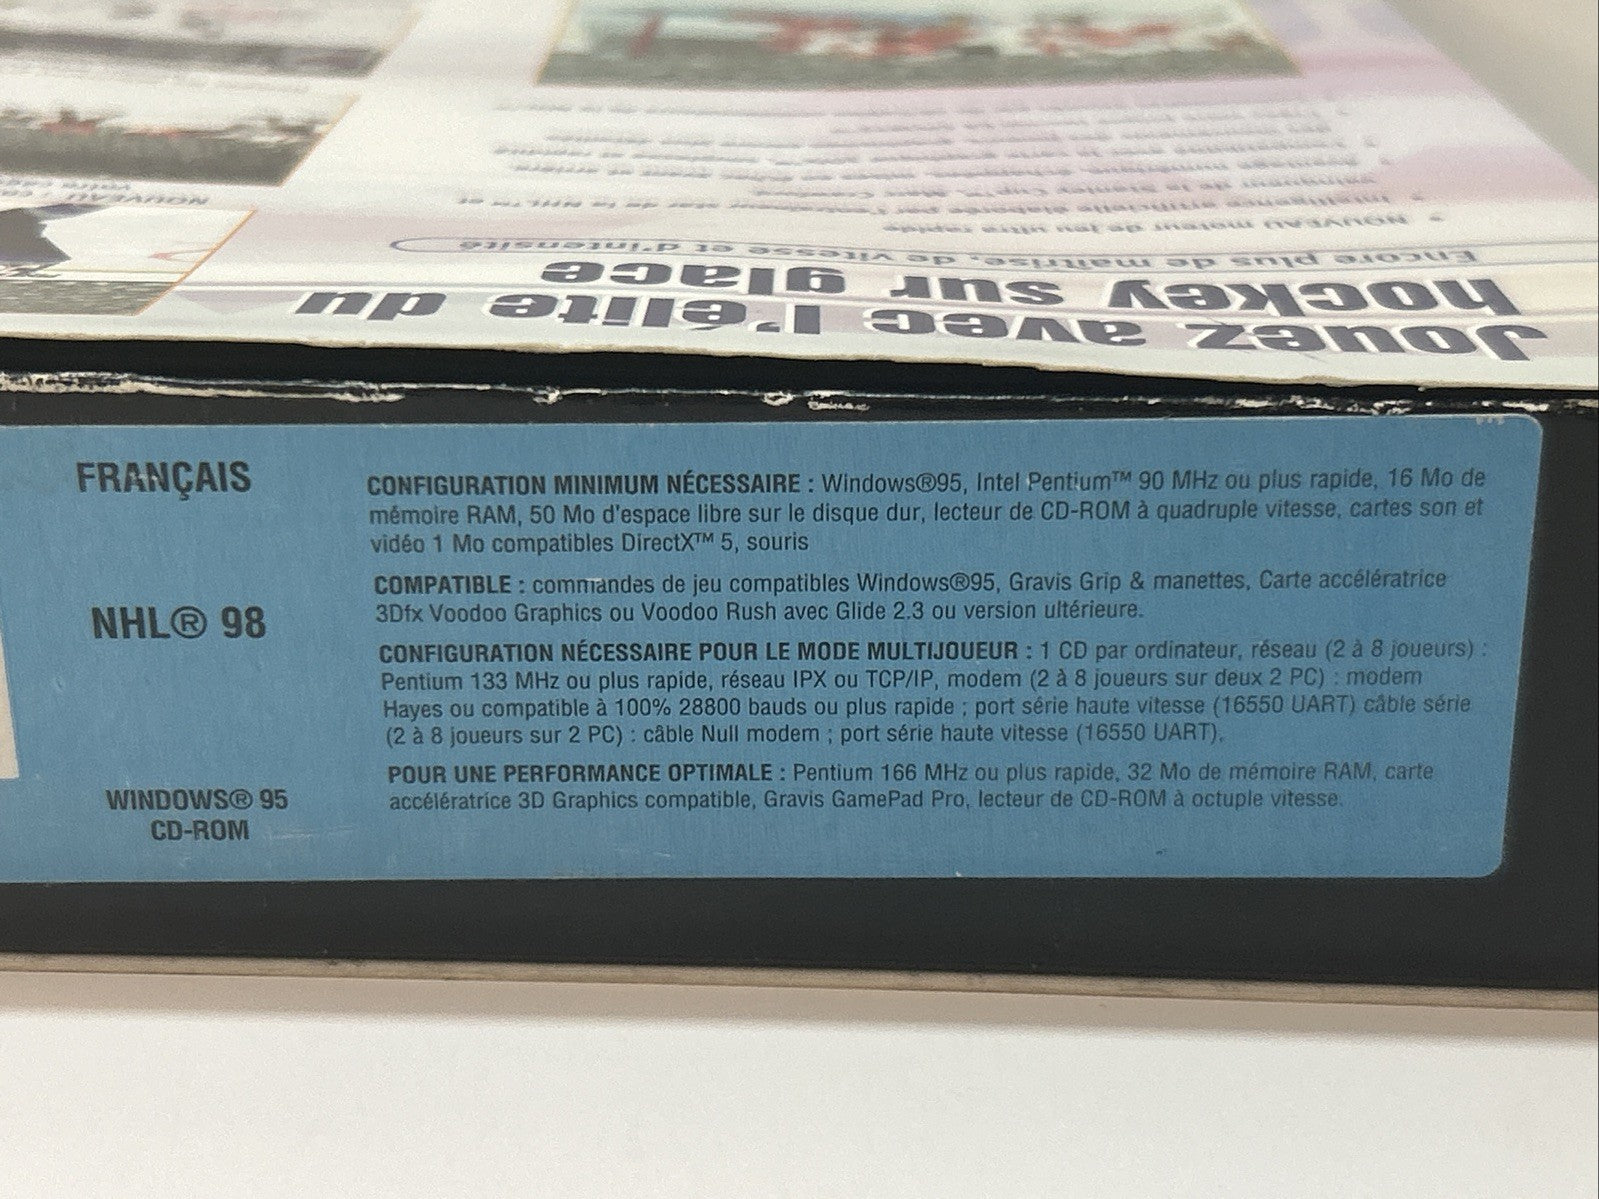 Jouez avec l'élite du
hockey sur glace
Encore plus de vitesse et d'intensité
• NOUVEAU moteur de jeu ultra rapide
NOUVEAU
FRANÇAIS
NHL® 98
WINDOWS® 95
CD-ROM
CONFIGURATION MINIMUM NÉCESSAIRE : Windows®95, Intel Pentium™ 90 MHz ou plus rapide, 16 Mo de
mémoire RAM, 50 Mo d'espace libre sur le disque dur, lecteur de CD-ROM à quadruple vitesse, cartes son et
vidéo 1 Mo compatibles DirectX™ 5, souris
COMPATIBLE : commandes de jeu compatibles Windows®95, Gravis Grip & manettes, Carte accélératrice
3Dfx Voodoo Graphics ou Voodoo Rush avec Glide 2.3 ou version ultérieure.
CONFIGURATION NÉCESSAIRE POUR LE MODE MULTIJOUEUR : 1 CD par ordinateur, réseau (2 à 8 joueurs) :
Pentium 133 MHz ou plus rapide, réseau IPX ou TCP/IP, modem (2 à 8 joueurs sur deux 2 PC) : modem
Hayes ou compatible à 100% 28800 bauds ou plus rapide ; port série haute vitesse (16550 UART) câble série
(2 à 8 joueurs sur 2 PC) : câble Null modem ; port série haute vitesse (16550 UART),
POUR UNE PERFORMANCE OPTIMALE : Pentium 166 MHz ou plus rapide, 32 Mo de mémoire RAM, carte
accélératrice 3D Graphics compatible, Gravis GamePad Pro, lecteur de CD-ROM à octuple vitesse.